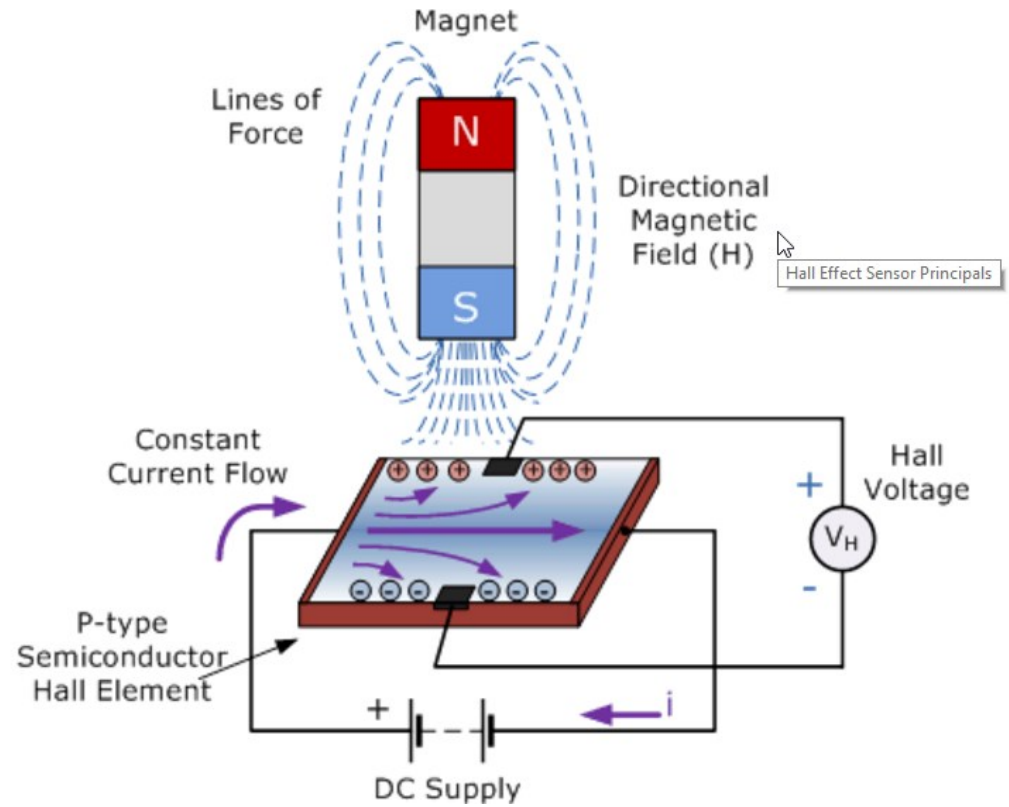 Magnet
Lines of
Force
N
Directional
Magnetic
Field (H)
Hall Effect Sensor Principals
S
Constant
Current Flow
+ + + + + +
Hall
Voltage
+
VH
-
- - - - - -
P-type
Semiconductor
Hall Element
+
i
DC Supply